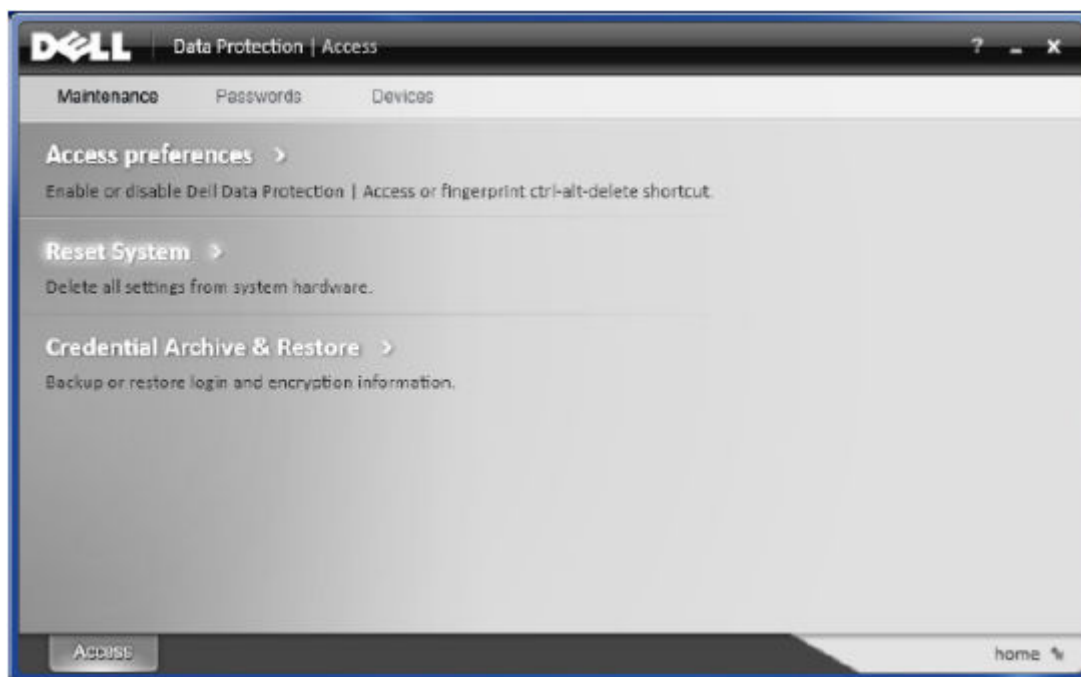 DELL Data Protection | Access ? – x
Maintenance Passwords Devices
Access preferences >
Enable or disable Dell Data Protection | Access or fingerprint ctrl-alt-delete shortcut.
Reset System >
Delete all settings from system hardware.
Credential Archive & Restore >
Backup or restore login and encryption information.
Access home